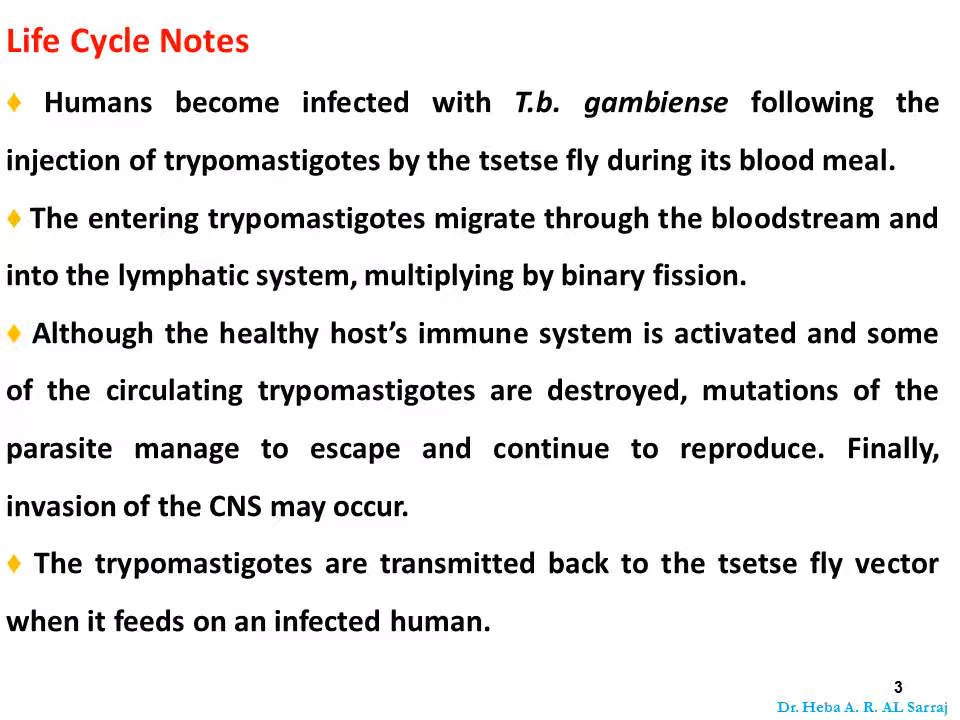 Life Cycle Notes
♦ Humans become infected with T.b. gambiense following the
injection of trypomastigotes by the tsetse fly during its blood meal.
♦ The entering trypomastigotes migrate through the bloodstream and
into the lymphatic system, multiplying by binary fission.
♦ Although the healthy host’s immune system is activated and some
of the circulating trypomastigotes are destroyed, mutations of the
parasite manage to escape and continue to reproduce. Finally,
invasion of the CNS may occur.
♦ The trypomastigotes are transmitted back to the tsetse fly vector
when it feeds on an infected human.
3
Dr. Heba A. R. AL Sarraj